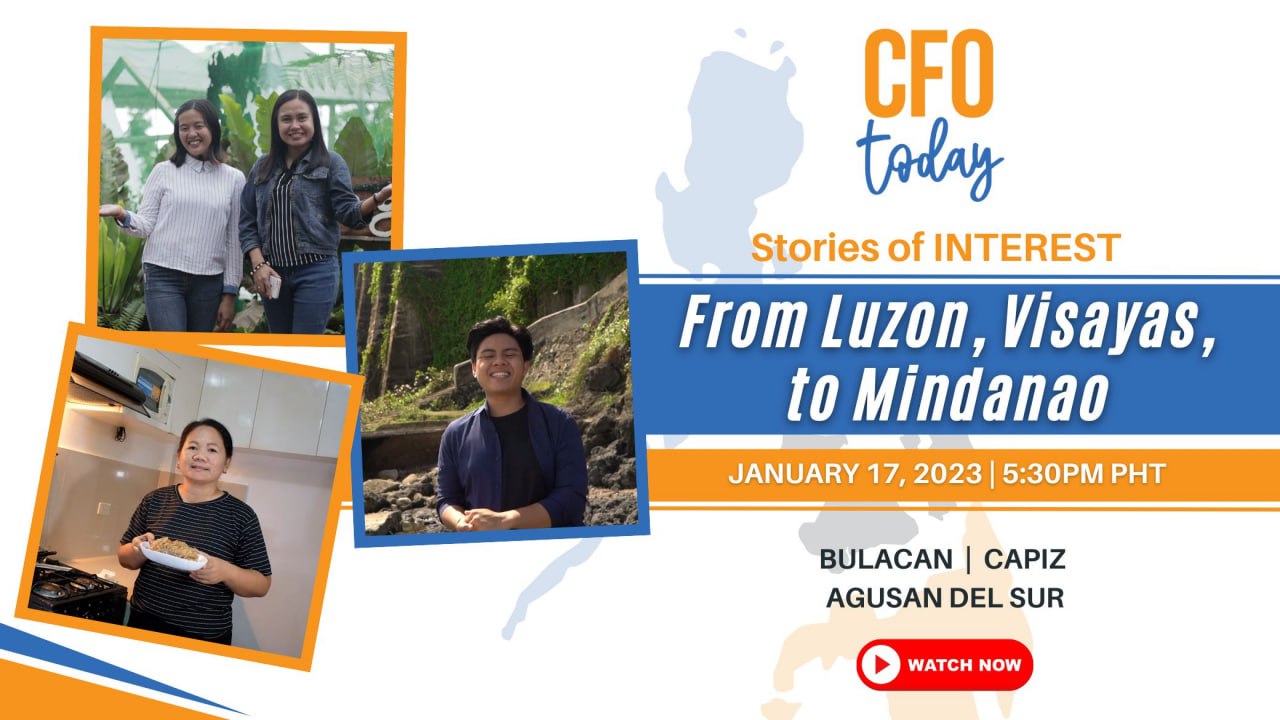 CFO
today
Stories of INTEREST
From Luzon, Visayas,
to Mindanao
JANUARY 17, 2023 | 5:30PM PHT
BULACAN | CAPIZ
AGUSAN DEL SUR
WATCH NOW